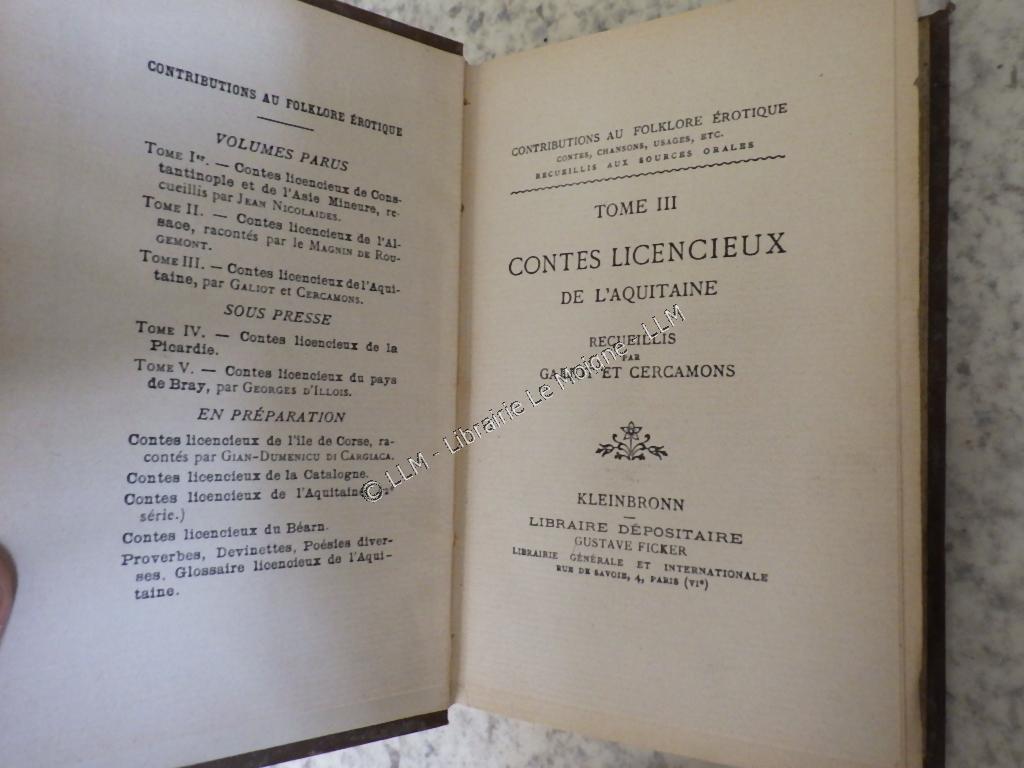 CONTRIBUTIONS AU FOLKLORE ÉROTIQUE
VOLUMES PARUS
TOME Ier. — Contes licencieux de Cons-
tantinople et de l'Asie Mineure, re-
cueillis par JEAN NICOLAIDES.
TOME II. — Contes licencieux de l'Al-
sace, racontés par le MAGNIN DE ROU-
GEMONT.
TOME III. — Contes licencieux de l'Aqui-
taine, par GALIOT ET CERCAMONS.
SOUS PRESSE
TOME IV. — Contes licencieux de la
Picardie.
TOME V. — Contes licencieux du pays
de Bray, par GEORGES D'ILLOIS.
EN PRÉPARATION
Contes licencieux de l'île de Corse, ra-
contés par GIAN-DUMENICU DI CARGIACA.
Contes licencieux de la Catalogne.
Contes licencieux de l'Aquitaine
série.)
Contes licencieux du Béarn.
Proverbes, Devinettes, Poésies diver-
ses. Glossaire licencieux de l'Aqui-
taine.
CONTRIBUTIONS AU FOLKLORE ÉROTIQUE
CONTES, CHANSONS, USAGES, ETC.
RECUEILLIS AUX SOURCES ORALES
TOME III
CONTES LICENCIEUX
DE L'AQUITAINE
RECUEILLIS
PAR
GALIOT ET CERCAMONS
KLEINBRONN
LIBRAIRE DÉPOSITAIRE
GUSTAVE FICKER
LIBRAIRIE GÉNÉRALE ET INTERNATIONALE
RUE DE SAVOIE, 4, PARIS (VIe)
© LLM - Librairie Le Moigne - LLM